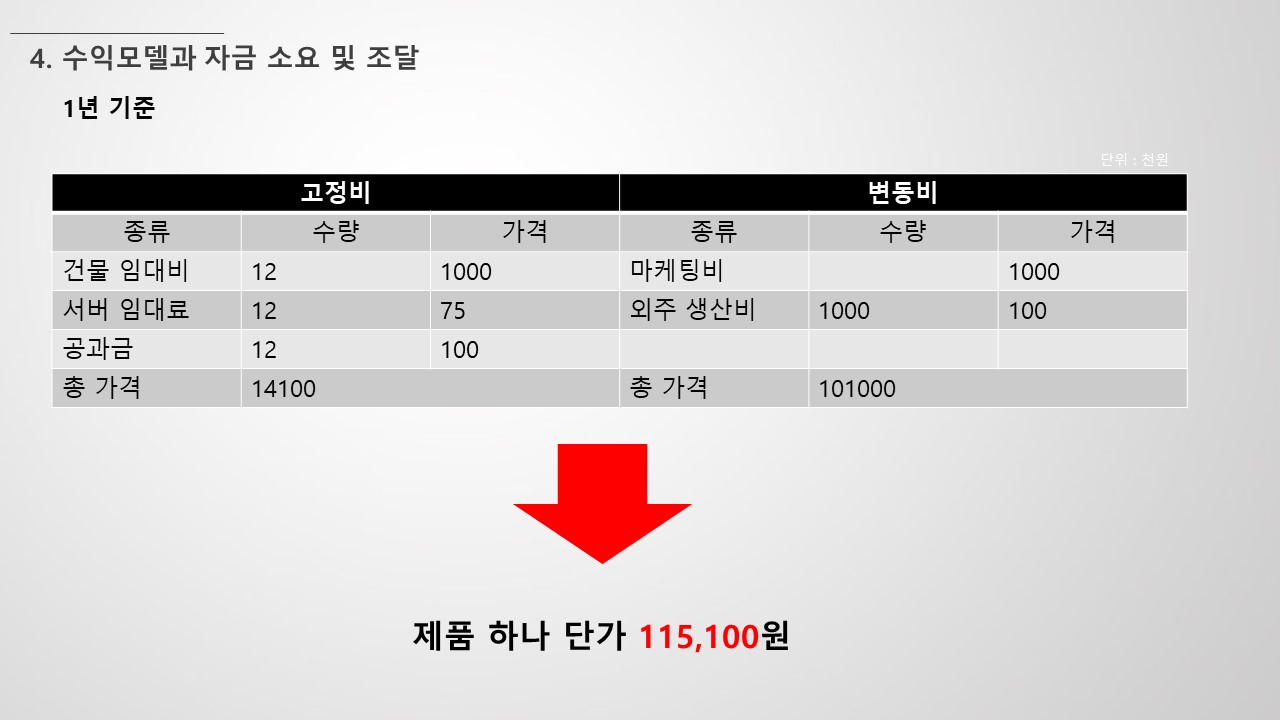 4. 수익모델과 자금 소요 및 조달
1년 기준
단위 : 천원
고정비 변동비
종류 수량 가격 종류 수량 가격
건물 임대비 12 1000 마케팅비 1000
서버 임대료 12 75 외주 생산비 1000 100
공과금 12 100
총 가격 14100 총 가격 101000
제품 하나 단가 115,100원